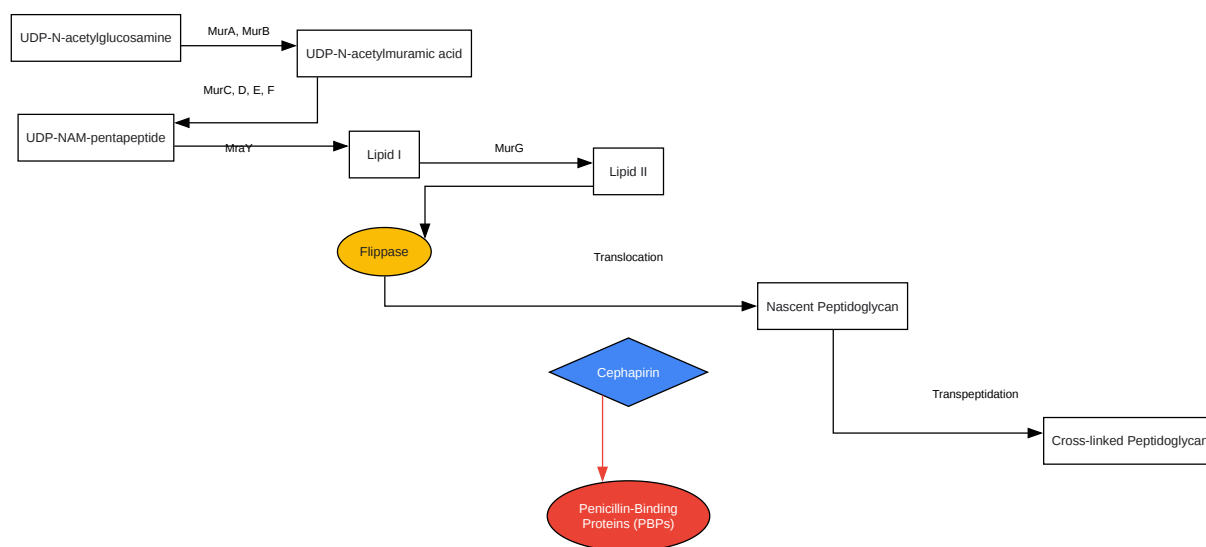 UDP-N-acetylglucosamine
MurA, MurB
UDP-N-acetylmuramic acid
MurC, D, E, F
UDP-NAM-pentapeptide
MraY
Lipid I
MurG
Lipid II
Flippase
Translocation
Nascent Peptidoglycan
Cephapirin
Transpeptidation
Cross-linked Peptidoglycan
Penicillin-Binding
Proteins (PBPs)